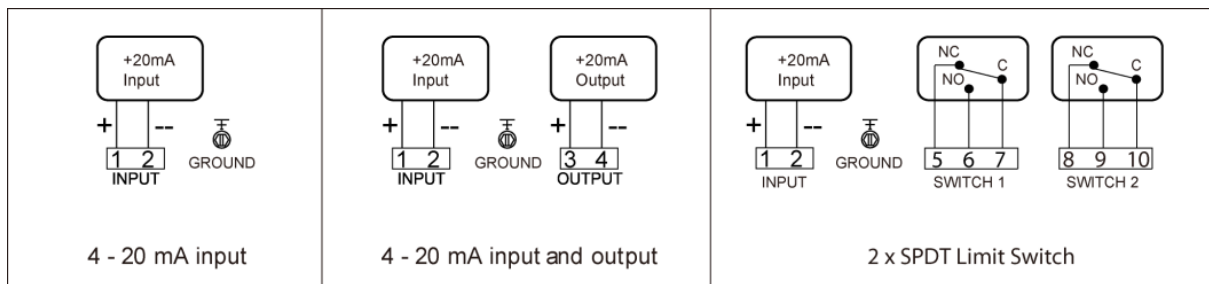 +20mA
Input
+ --
1 2
INPUT
GROUND
4 - 20 mA input
+20mA
Input
+ --
1 2
INPUT
GROUND
+20mA
Output
+ --
3 4
OUTPUT
4 - 20 mA input and output
+20mA
Input
+ --
1 2
INPUT
GROUND
NC
C
NO
5 6 7
SWITCH 1
NC
C
NO
8 9 10
SWITCH 2
2 x SPDT Limit Switch